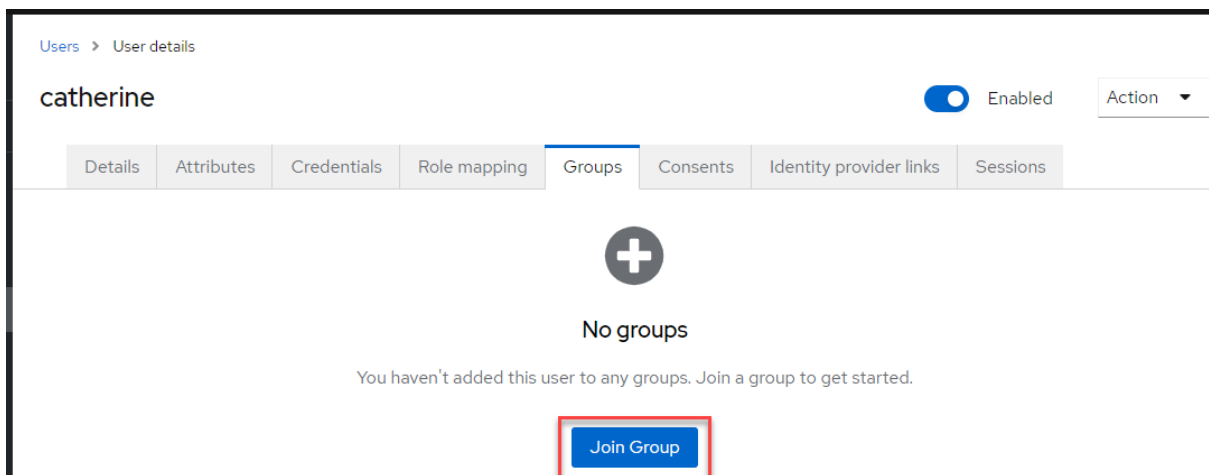 Users > User details
catherine
Enabled
Action
Details Attributes Credentials Role mapping Groups Consents Identity provider links Sessions
No groups
You haven't added this user to any groups. Join a group to get started.
Join Group